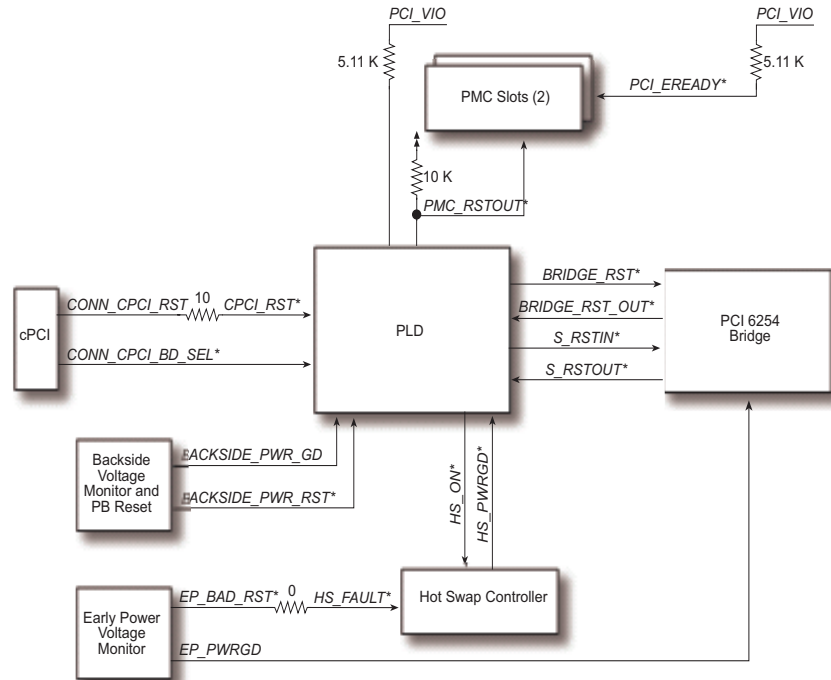 PCI_VIO
PCI_VIO
5.11 K
5.11 K
PMC Slots (2)
PCI_EREADY*
10 K
PMC_RSTOUT*
BRIDGE_RST*
CONN_CPCI_RST
10
CPCI_RST*
BRIDGE_RST_OUT*
cPCI
PLD
PCI 6254
Bridge
S_RSTIN*
CONN_CPCI_BD_SEL*
S_RSTOUT*
Backside
Voltage
Monitor and
PB Reset
BACKSIDE_PWR_GD
BACKSIDE_PWR_RST*
HS_ON*
HS_PWRGD*
EP_BAD_RST*
0
HS_FAULT*
Hot Swap Controller
Early Power
Voltage
Monitor
EP_PWRGD